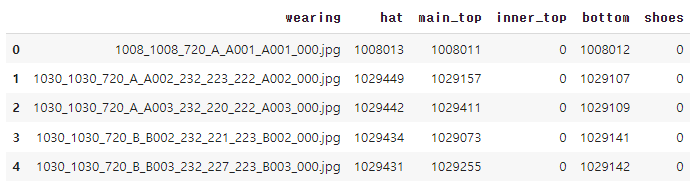 wearing hat main_top inner_top bottom shoes
0 1008_1008_720_A_A001_A001_000.jpg 1008013 1008011 0 1008012 0
1 1030_1030_720_A_A002_232_223_222_A002_000.jpg 1029449 1029157 0 1029107 0
2 1030_1030_720_A_A003_232_220_222_A003_000.jpg 1029442 1029411 0 1029109 0
3 1030_1030_720_B_B002_232_221_223_B002_000.jpg 1029434 1029073 0 1029141 0
4 1030_1030_720_B_B003_232_227_223_B003_000.jpg 1029431 1029255 0 1029142 0